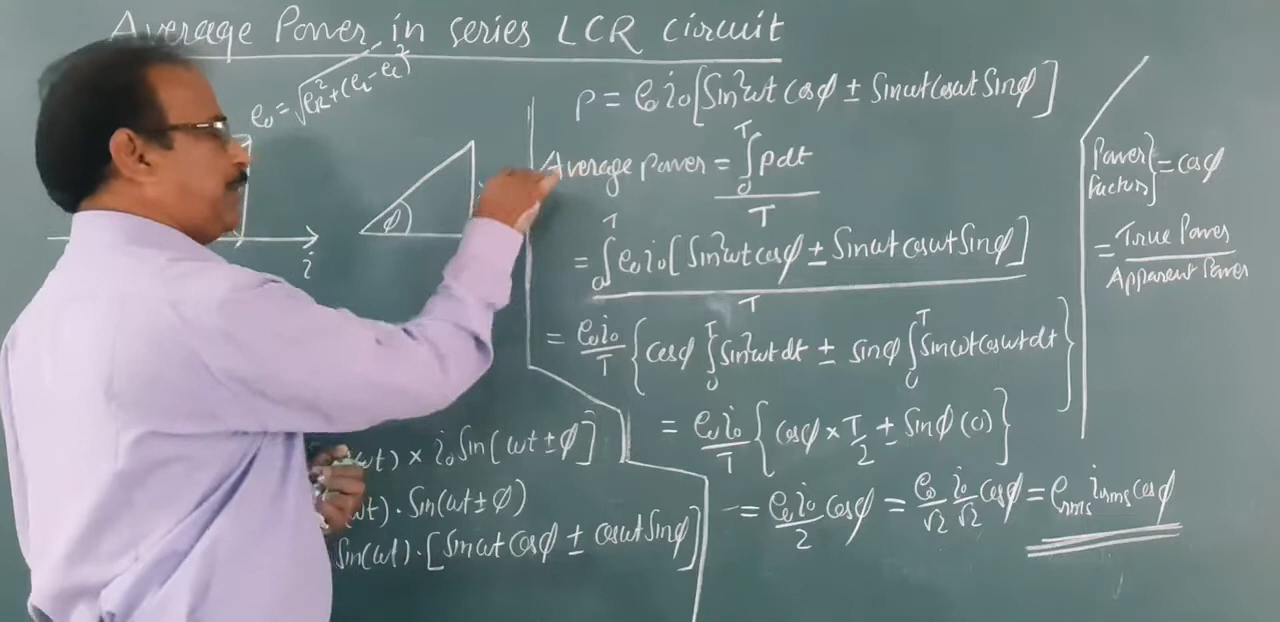 Average Power in series LCR circuit
e₀ = √(e_R² + (e_L - e_C)²)
i
φ
(ωt) × i₀ Sin(ωt ± φ)]
(ωt) · Sin(ωt ± φ)
Sin(ωt) · [Sinωt Cosφ ± cosωt Sinφ]
P = e₀i₀[Sin²ωt cosφ ± Sinωt Cosωt Sinφ]
Average Power = ∫₀ᵀ Pdt / T
= ∫₀ᵀ e₀i₀[Sin²ωt cosφ ± Sinωt cosωt Sinφ] / T
= e₀i₀/T {cosφ ∫₀ᵀ Sin²ωt dt ± sinφ ∫₀ᵀ sinωt cosωt dt}
= e₀i₀/T {cosφ × T/2 ± Sinφ (0)}
= e₀i₀/2 cosφ = e₀/√2 i₀/√2 cosφ = e_rms i_rms cosφ
Power Factor } = cosφ
= True Power / Apparent Power